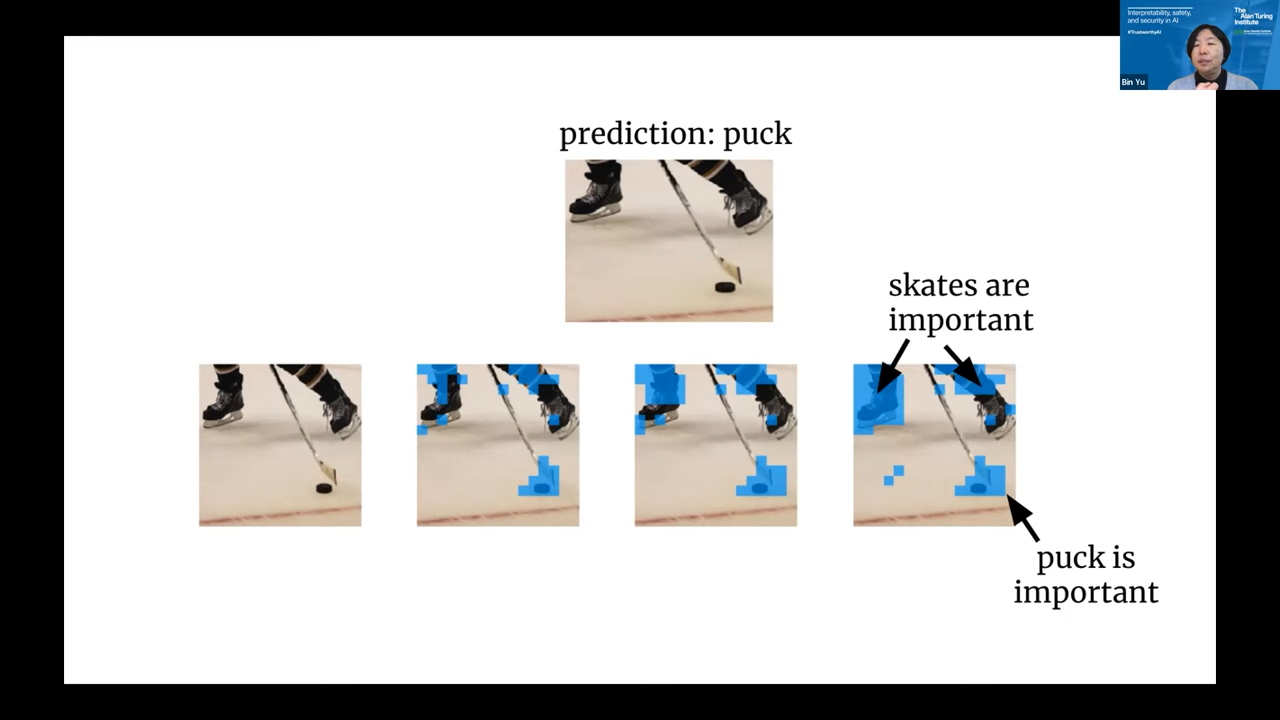 Interpretability, safety,
and security in AI
#TrustworthyAI
The
Alan Turing
Institute
Bin Yu
prediction: puck
skates are
important
puck is
important